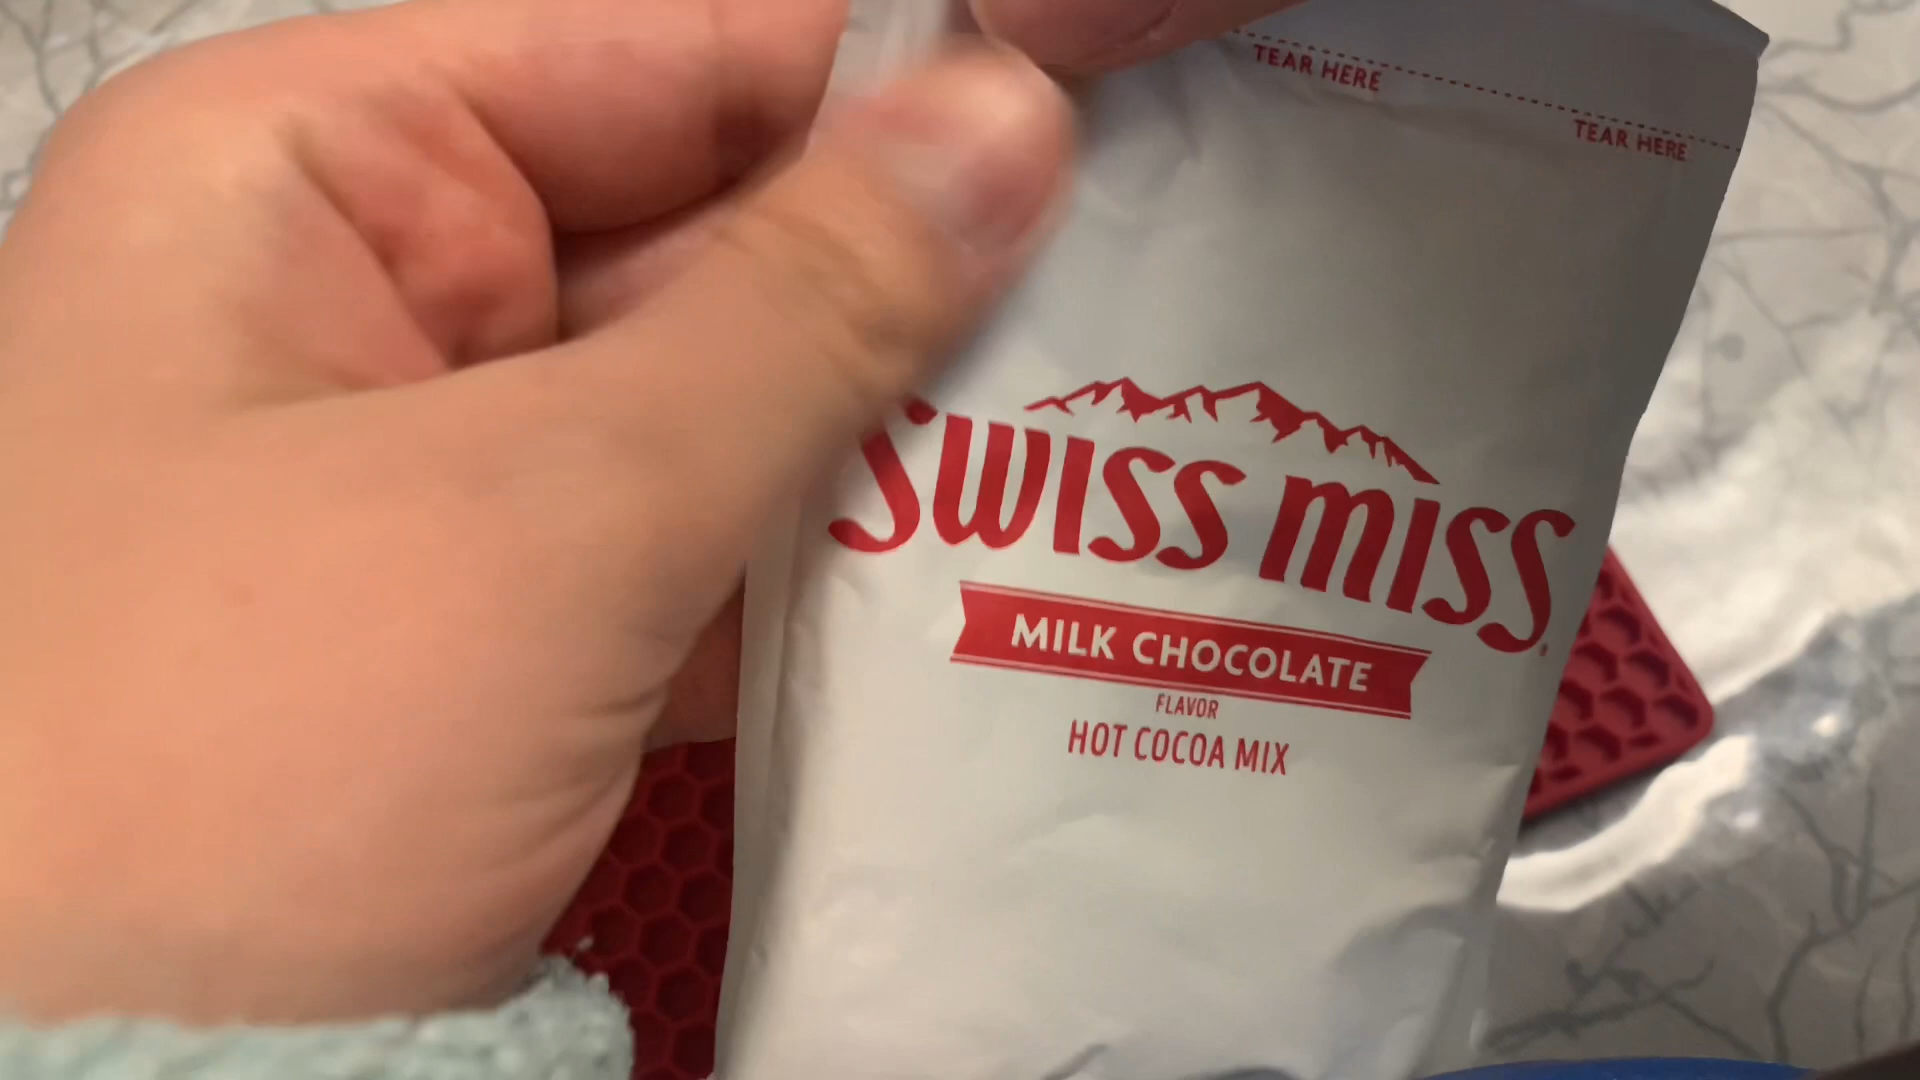 TEAR HERE
TEAR HERE
SWISS MISS
MILK CHOCOLATE
FLAVOR
HOT COCOA MIX